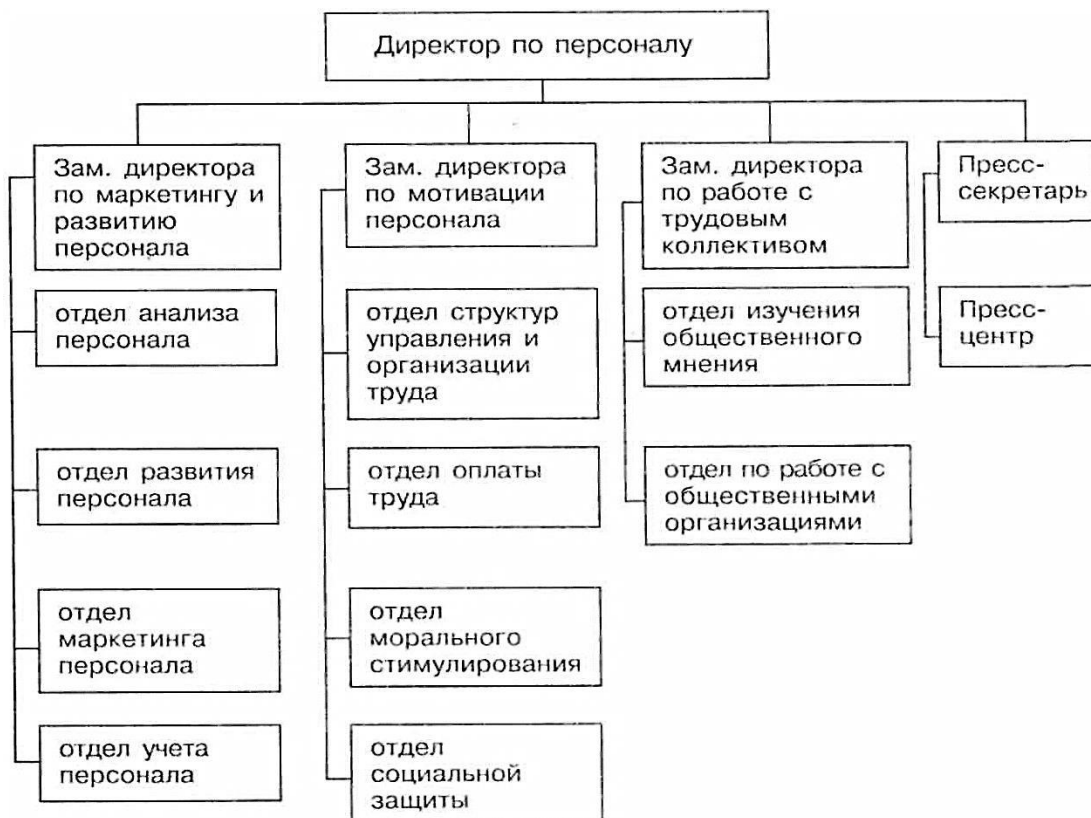 Директор по персоналу
Зам. директора
по маркетингу и
развитию
персонала
отдел анализа
персонала
отдел развития
персонала
отдел
маркетинга
персонала
отдел учета
персонала
Зам. директора
по мотивации
персонала
отдел структур
управления и
организации
труда
отдел оплаты
труда
отдел
морального
стимулирования
отдел
социальной
защиты
Зам. директора
по работе с
трудовым
коллективом
отдел изучения
общественного
мнения
отдел по работе с
общественными
организациями
Пресс-
секретарь
Пресс-
центр